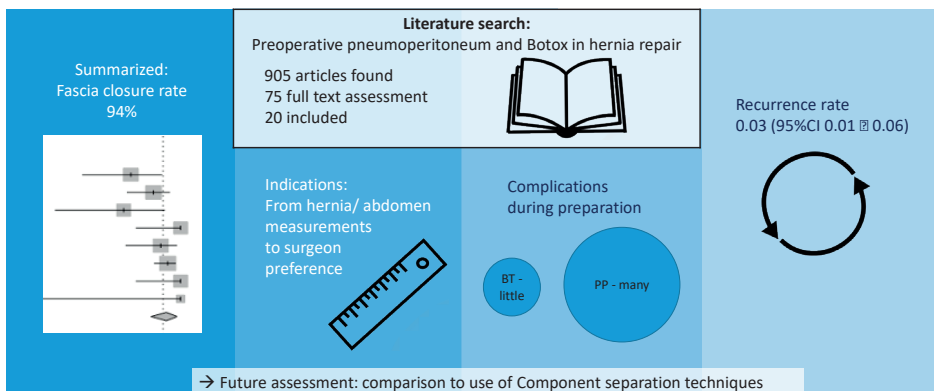 Literature search:
Preoperative pneumoperitoneum and Botox in hernia repair
905 articles found
75 full text assessment
20 included
Summarized:
Fascia closure rate
94%
Indications:
From hernia/ abdomen
measurements
to surgeon
preference
Complications
during preparation
BT -
little
PP - many
Recurrence rate
0.03 (95%CI 0.01 ⍰ 0.06)
→ Future assessment: comparison to use of Component separation techniques